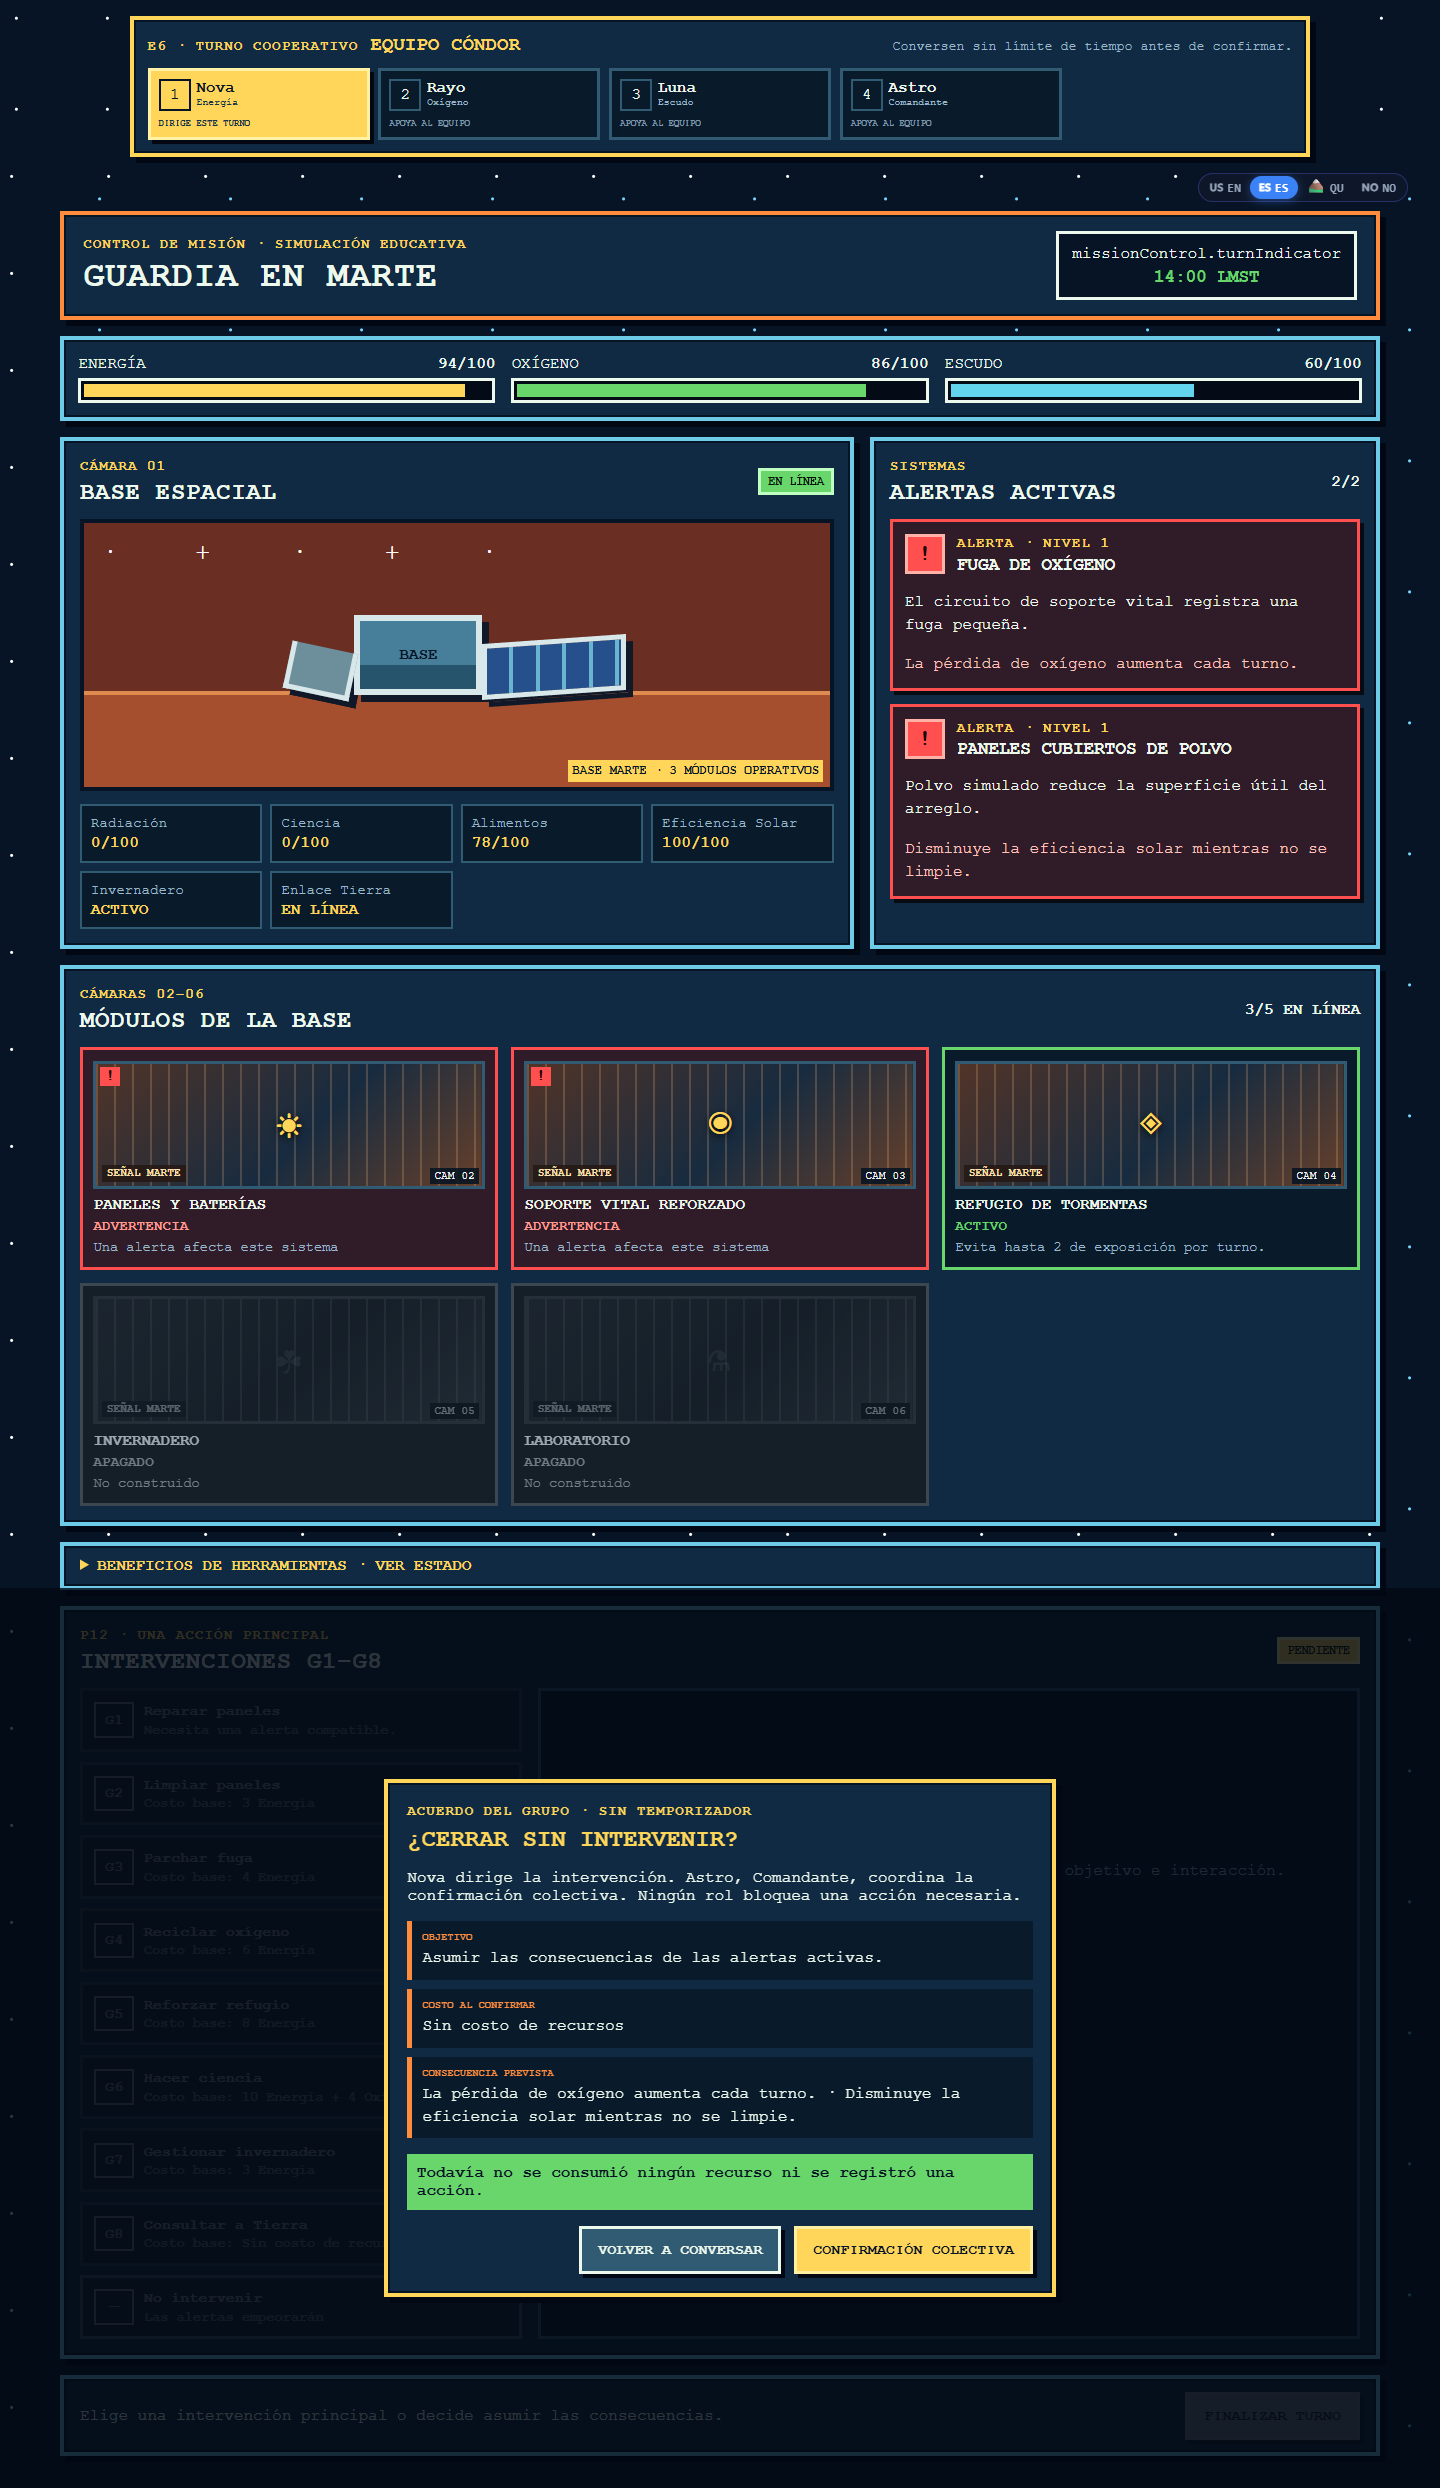 E6 · TURNO COOPERATIVO EQUIPO CÓNDOR
Conversen sin límite de tiempo antes de confirmar.
1 Nova
Energía
DIRIGE ESTE TURNO
2 Rayo
Oxígeno
APOYA AL EQUIPO
3 Luna
Escudo
APOYA AL EQUIPO
4 Astro
Comandante
APOYA AL EQUIPO
US EN ES ES QU NO NO
CONTROL DE MISIÓN · SIMULACIÓN EDUCATIVA
GUARDIA EN MARTE
missionControl.turnIndicator
14:00 LMST
ENERGÍA 94/100
OXÍGENO 86/100
ESCUDO 60/100
CÁMARA 01
BASE ESPACIAL
EN LÍNEA
BASE
BASE MARTE · 3 MÓDULOS OPERATIVOS
Radiación
0/100
Ciencia
0/100
Alimentos
78/100
Eficiencia Solar
100/100
Invernadero
ACTIVO
Enlace Tierra
EN LÍNEA
SISTEMAS
ALERTAS ACTIVAS
2/2
!
ALERTA · NIVEL 1
FUGA DE OXÍGENO
El circuito de soporte vital registra una
fuga pequeña.
La pérdida de oxígeno aumenta cada turno.
!
ALERTA · NIVEL 1
PANELES CUBIERTOS DE POLVO
Polvo simulado reduce la superficie útil del
arreglo.
Disminuye la eficiencia solar mientras no se
limpie.
CÁMARAS 02–06
MÓDULOS DE LA BASE
3/5 EN LÍNEA
!
SEÑAL MARTE
CAM 02
PANELES Y BATERÍAS
ADVERTENCIA
Una alerta afecta este sistema
!
SEÑAL MARTE
CAM 03
SOPORTE VITAL REFORZADO
ADVERTENCIA
Una alerta afecta este sistema
SEÑAL MARTE
CAM 04
REFUGIO DE TORMENTAS
ACTIVO
Evita hasta 2 de exposición por turno.
SEÑAL MARTE
CAM 05
INVERNADERO
APAGADO
No construido
SEÑAL MARTE
CAM 06
LABORATORIO
APAGADO
No construido
BENEFICIOS DE HERRAMIENTAS · VER ESTADO
P12 · UNA ACCIÓN PRINCIPAL
INTERVENCIONES G1–G8
PENDIENTE
G1 Reparar paneles
Necesita una alerta compatible.
G2 Limpiar paneles
Costo base: 3 Energía
G3 Parchar fuga
Costo base: 4 Energía
G4 Reciclar oxígeno
Costo base: 6 Energía
G5 Reforzar refugio
Costo base: 8 Energía
G6 Hacer ciencia
Costo base: 10 Energía + 4
G7 Gestionar invernadero
Costo base: 3 Energía
G8 Consultar a Tierra
Costo base: Sin costo de
— No intervenir
Las alertas empeorarán
objetivo e interacción.
ACUERDO DEL GRUPO · SIN TEMPORIZADOR
¿CERRAR SIN INTERVENIR?
Nova dirige la intervención. Astro, Comandante, coordina la
confirmación colectiva. Ningún rol bloquea una acción necesaria.
OBJETIVO
Asumir las consecuencias de las alertas activas.
COSTO AL CONFIRMAR
Sin costo de recursos
CONSECUENCIA PREVISTA
La pérdida de oxígeno aumenta cada turno. · Disminuye la
eficiencia solar mientras no se limpie.
Todavía no se consumió ningún recurso ni se registró una
acción.
VOLVER A CONVERSAR
CONFIRMACIÓN COLECTIVA
Elige una intervención principal o decide asumir las consecuencias.
FINALIZAR TURNO